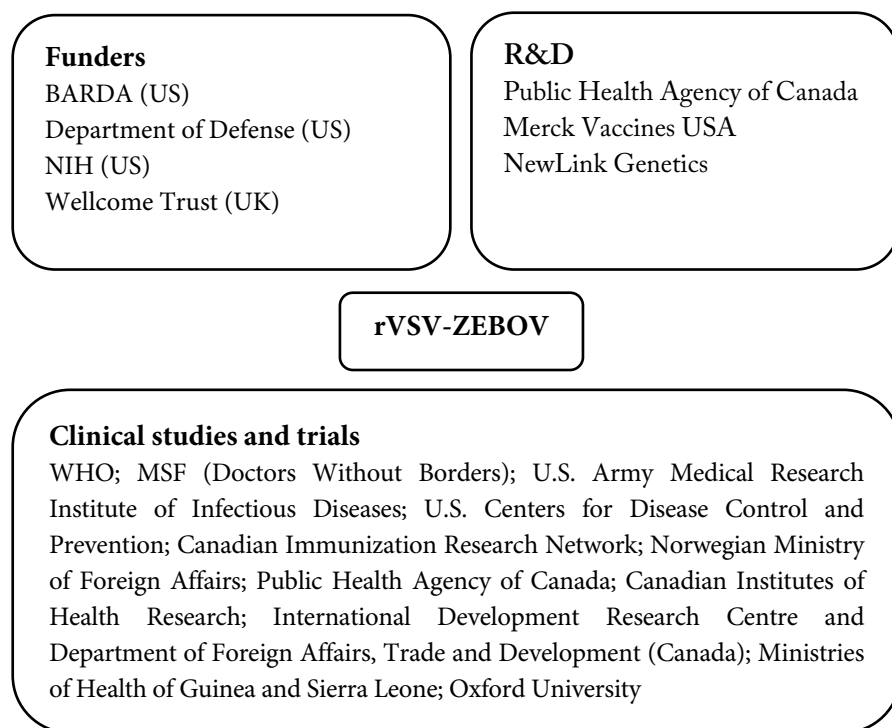 Funders
BARDA (US)
Department of Defense (US)
NIH (US)
Wellcome Trust (UK)
R&D
Public Health Agency of Canada
Merck Vaccines USA
NewLink Genetics
rVSV-ZEBOV
Clinical studies and trials
WHO; MSF (Doctors Without Borders); U.S. Army Medical Research
Institute of Infectious Diseases; U.S. Centers for Disease Control and
Prevention; Canadian Immunization Research Network; Norwegian Ministry
of Foreign Affairs; Public Health Agency of Canada; Canadian Institutes of
Health Research; International Development Research Centre and
Department of Foreign Affairs, Trade and Development (Canada); Ministries
of Health of Guinea and Sierra Leone; Oxford University